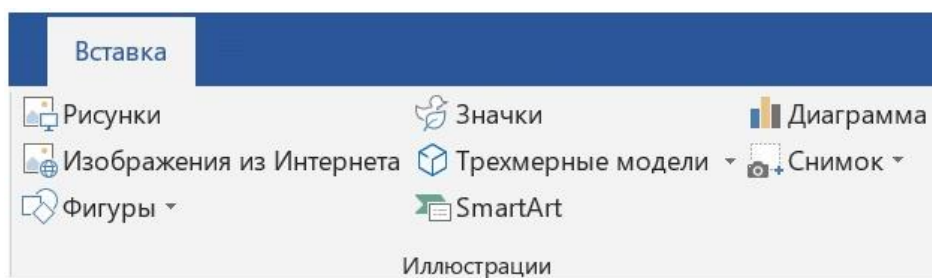 Вставка
Рисунки
Значки
Диаграмма
Изображения из Интернета
Трехмерные модели
Снимок
Фигуры
SmartArt
Иллюстрации